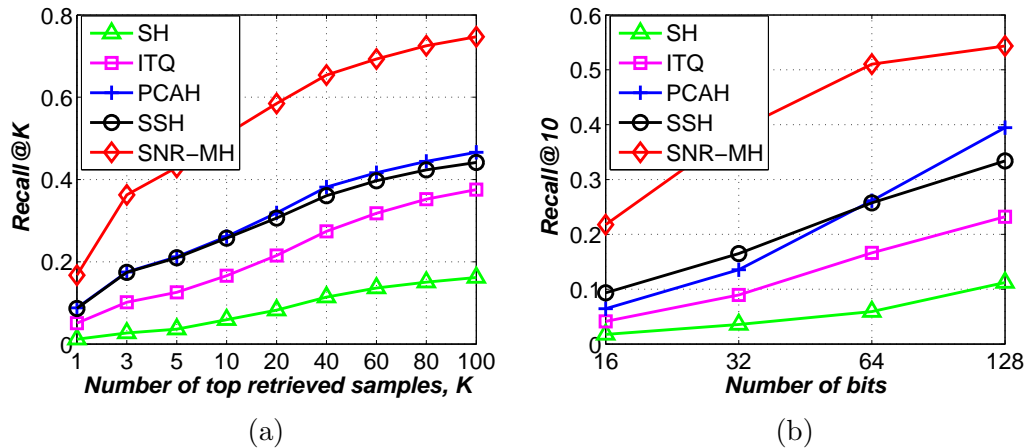 0.8
0.6
0.4
0.2
0
Recall@K
SH
ITQ
PCAH
SSH
SNR−MH
1 3 5 10 20 40 60 80 100
Number of top retrieved samples, K
(a)
0.6
0.5
0.4
0.3
0.2
0.1
0
Recall@10
SH
ITQ
PCAH
SSH
SNR−MH
16 32 64 128
Number of bits
(b)